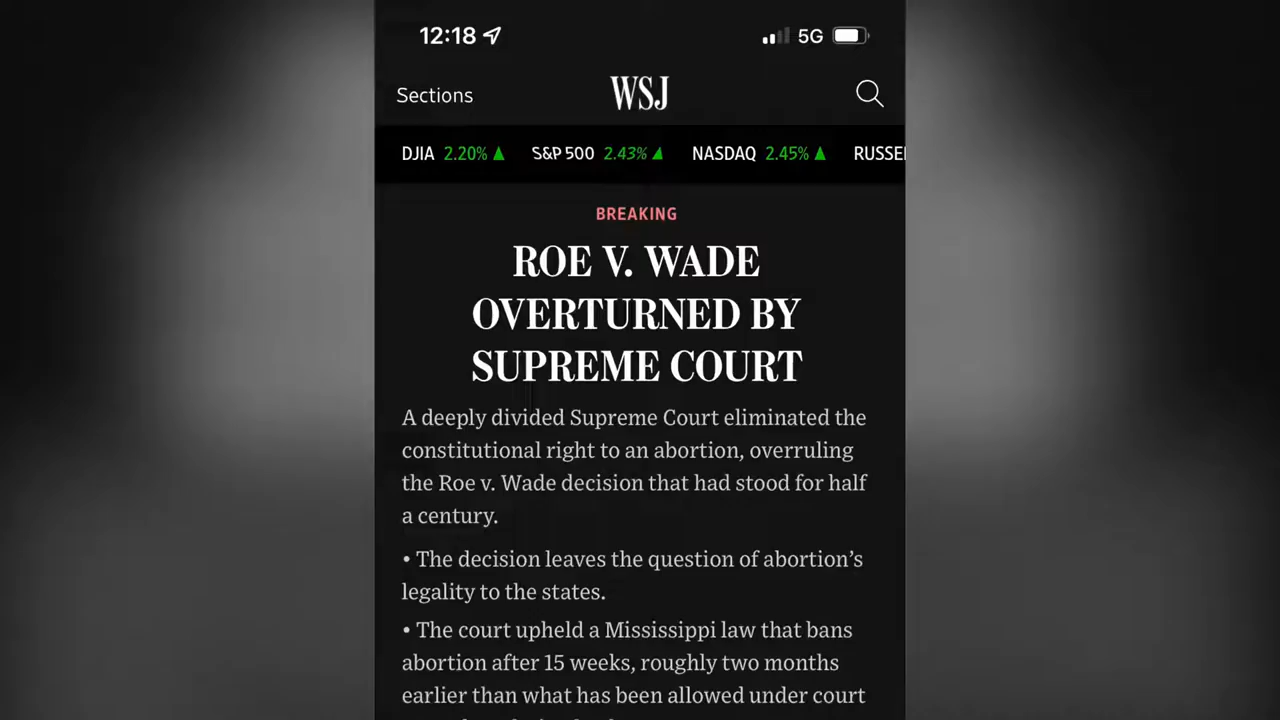 12:18 5G
Sections WSJ
DJIA 2.20% ▲ S&P 500 2.43% ▲ NASDAQ 2.45% ▲
BREAKING
ROE V. WADE
OVERTURNED BY
SUPREME COURT
A deeply divided Supreme Court eliminated the
constitutional right to an abortion, overruling
the Roe v. Wade decision that had stood for half
a century.
• The decision leaves the question of abortion’s
legality to the states.
• The court upheld a Mississippi law that bans
abortion after 15 weeks, roughly two months
earlier than what has been allowed under court